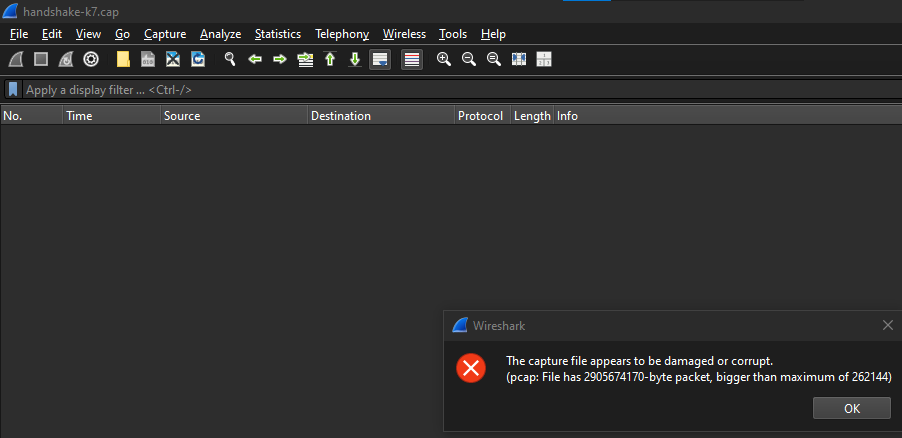 handshake-k7.cap
File Edit View Go Capture Analyze Statistics Telephony Wireless Tools Help
Apply a display filter ... <Ctrl-/>
No. Time Source Destination Protocol Length Info
Wireshark
The capture file appears to be damaged or corrupt.
(pcap: File has 2905674170-byte packet, bigger than maximum of 262144)
OK